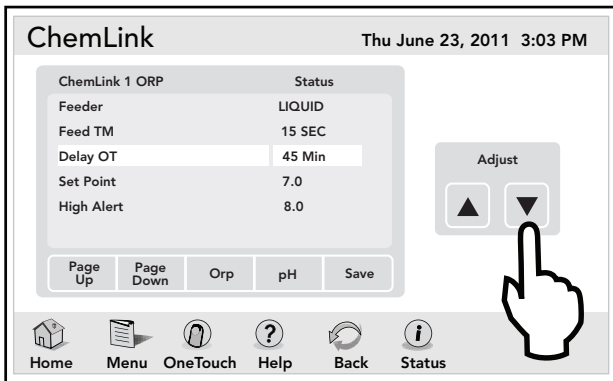 ChemLink
Thu June 23, 2011 3:03 PM
ChemLink 1 ORP Status
Feeder LIQUID
Feed TM 15 SEC
Delay OT 45 Min
Set Point 7.0
High Alert 8.0
Adjust
Page Up Page Down Orp pH Save
Home Menu OneTouch Help Back Status